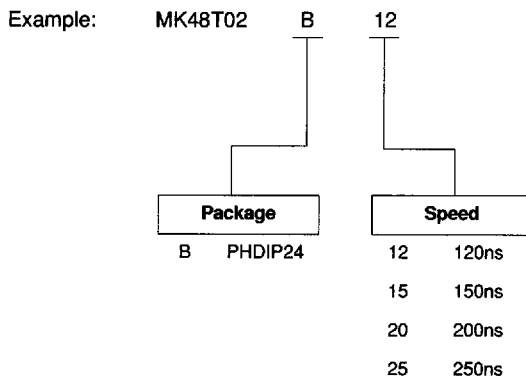 Example: MK48T02 B 12
Package Speed
B PHDIP24 12 120ns
15 150ns
20 200ns
25 250ns